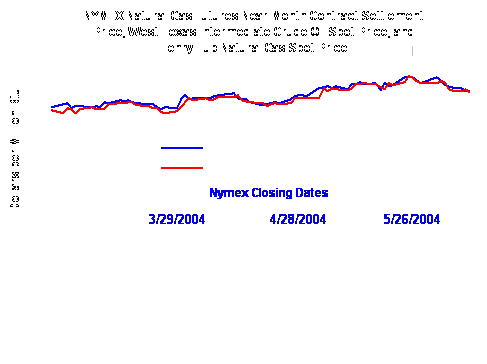 NYMEX Natural Gas Futures Near Month Contract Settlement
Price, West Texas Intermediate Crude Oil Spot Price, and
Henry Hub Natural Gas Spot Price
Nymex Closing Dates
3/29/2004 4/28/2004 5/26/2004